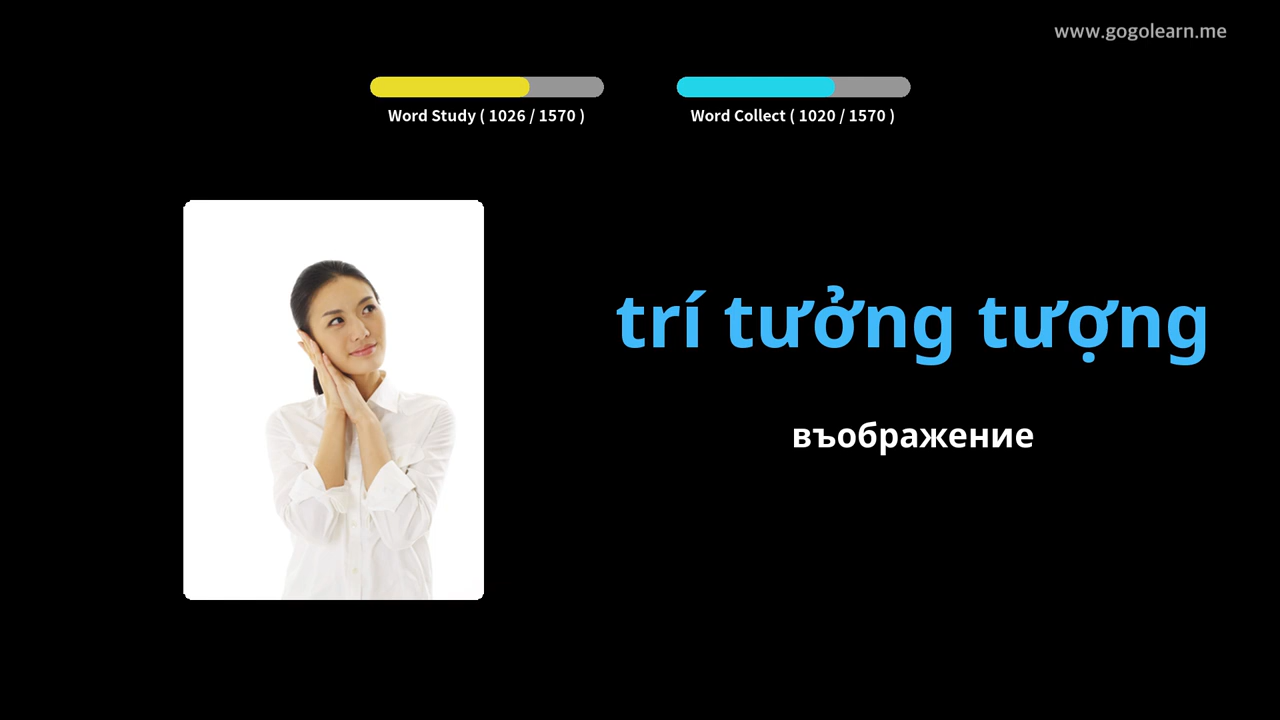 www.gogolearn.me
Word Study ( 1026 / 1570 )
Word Collect ( 1020 / 1570 )
trí tưởng tượng
въображение